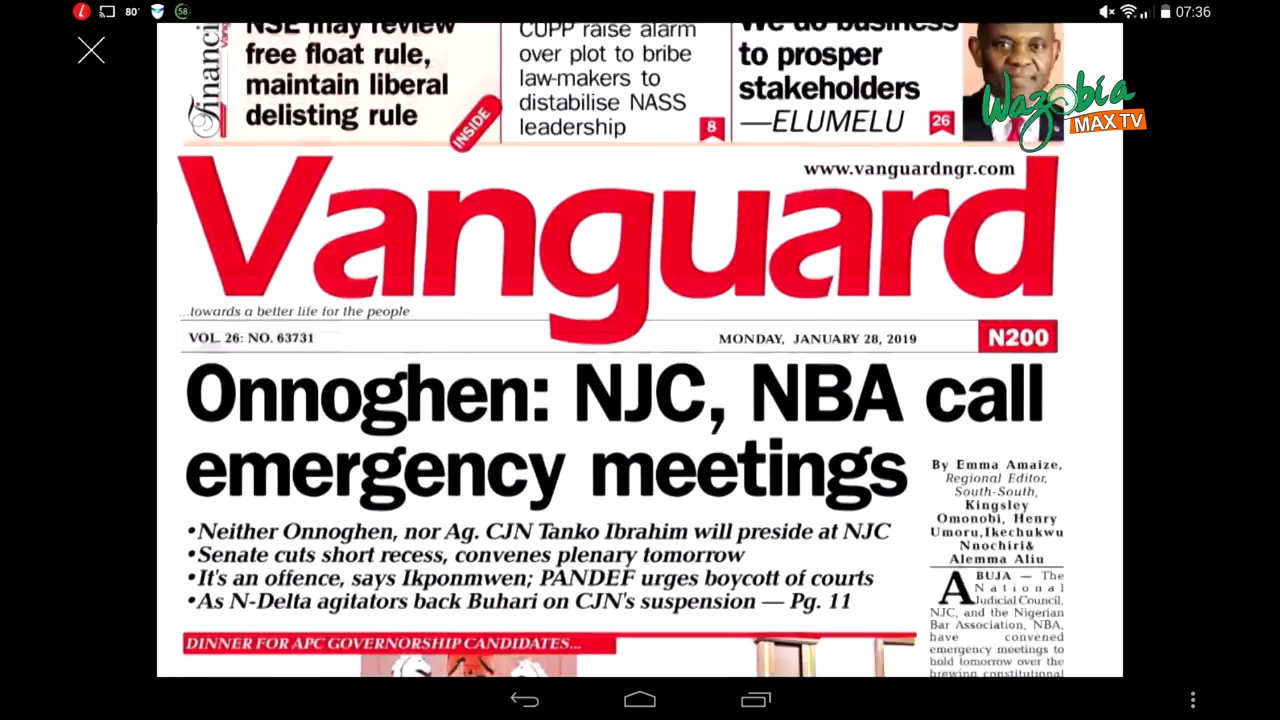 80°
58
07:36
Financi
NSE may review
free float rule,
maintain liberal
delisting rule
INSIDE
CUPP raise alarm
over plot to bribe
law-makers to
distabilise NASS
leadership
8
We do business
to prosper
stakeholders
—ELUMELU
26
Wazobia
MAX TV
www.vanguardngr.com
Vanguard
...towards a better life for the people
VOL. 26: NO. 63731
MONDAY, JANUARY 28, 2019
N200
Onnoghen: NJC, NBA call
emergency meetings
•Neither Onnoghen, nor Ag. CJN Tanko Ibrahim will preside at NJC
•Senate cuts short recess, convenes plenary tomorrow
•It's an offence, says Ikponmwen; PANDEF urges boycott of courts
•As N-Delta agitators back Buhari on CJN's suspension — Pg. 11
By Emma Amaize,
Regional Editor,
South-South,
Kingsley
Omonobi, Henry
Umoru,Ikechukwu
Nnochiri&
Alemma Aliu
ABUJA — The
National
Judicial Council,
NJC, and the Nigerian
Bar Association, NBA,
have convened
emergency meetings to
hold tomorrow over the
brewing constitutional
DINNER FOR APC GOVERNORSHIP CANDIDATES...